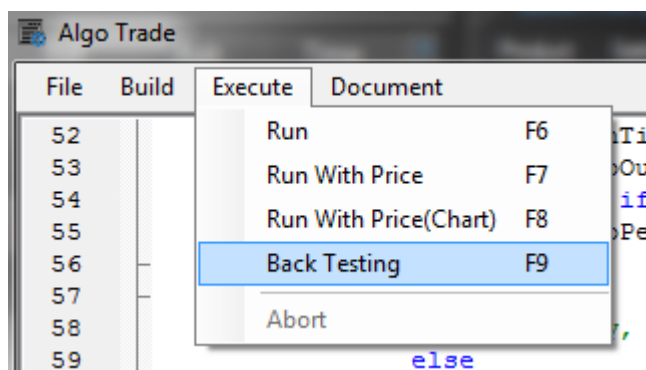 Algo Trade
File Build Execute Document
52
53
54 if
55
56
57
58
59 else
Run F6
Run With Price F7
Run With Price(Chart) F8
Back Testing F9
Abort